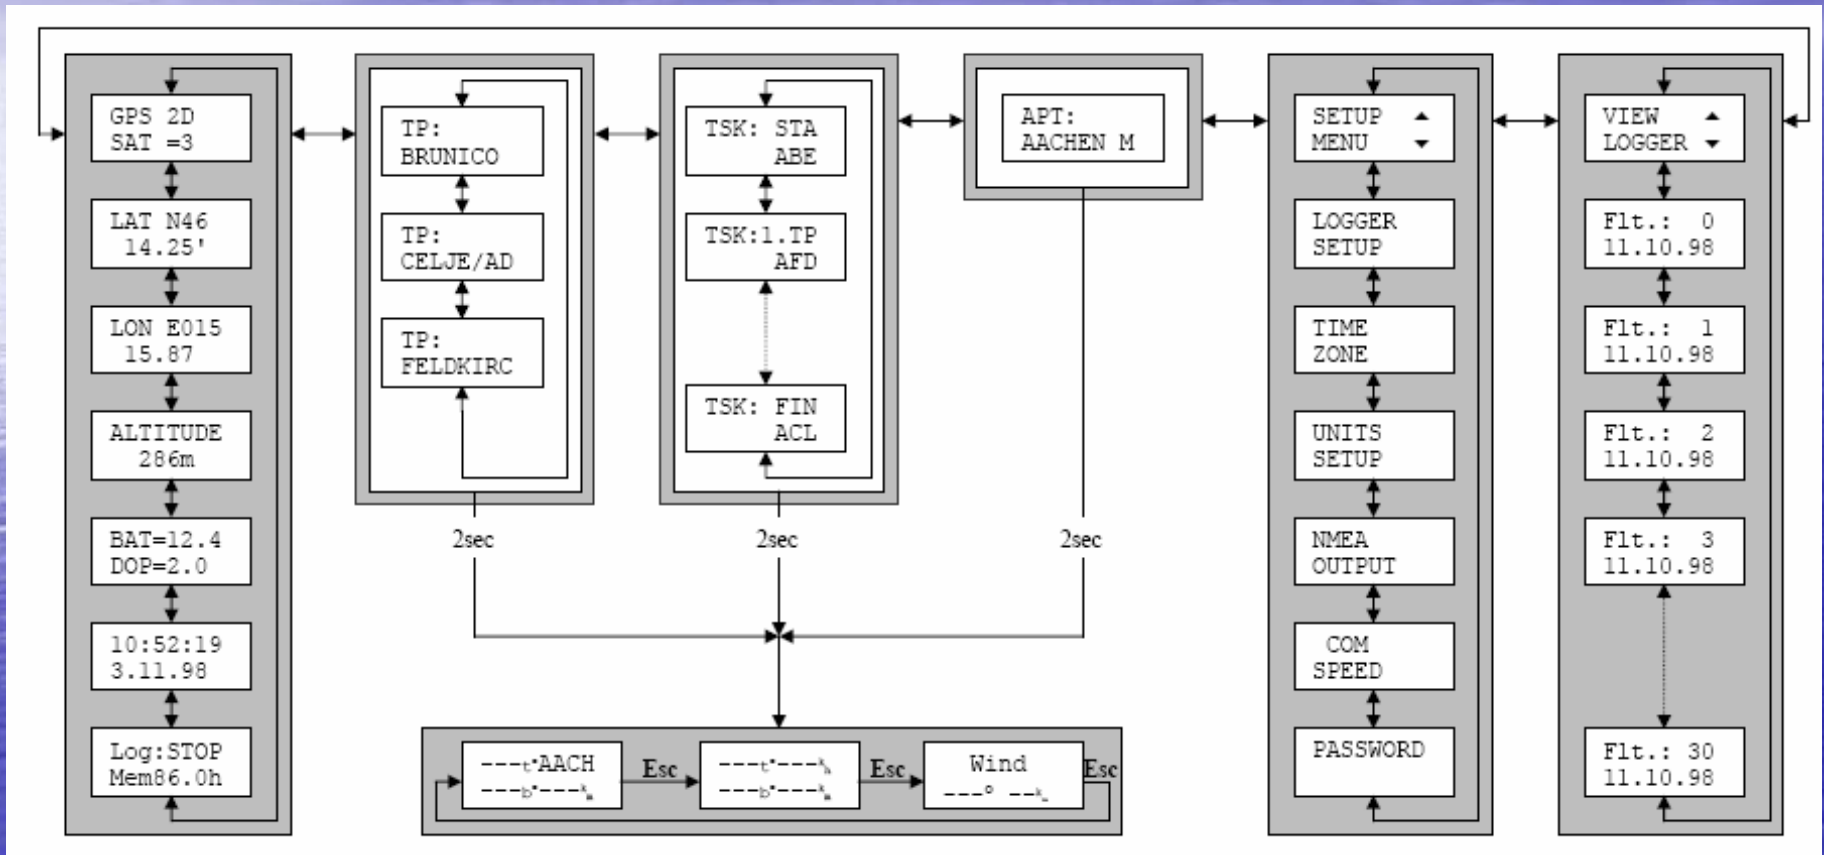 GPS 2D
SAT =3
LAT N46
14.25'
LON E015
15.87
ALTITUDE
286m
BAT=12.4
DOP=2.0
10:52:19
3.11.98
Log:STOP
Mem86.0h
TP:
BRUNICO
TP:
CELJE/AD
TP:
FELDKIRC
2sec
TSK: STA
ABE
TSK:1.TP
AFD
TSK: FIN
ACL
2sec
APT:
AACHEN M
2sec
---t°AACH
Esc
Esc
Wind
Esc
SETUP
MENU
LOGGER
SETUP
TIME
ZONE
UNITS
SETUP
NMEA
OUTPUT
COM
SPEED
PASSWORD
VIEW
LOGGER
Flt.: 0
11.10.98
Flt.: 1
11.10.98
Flt.: 2
11.10.98
Flt.: 3
11.10.98
Flt.: 30
11.10.98